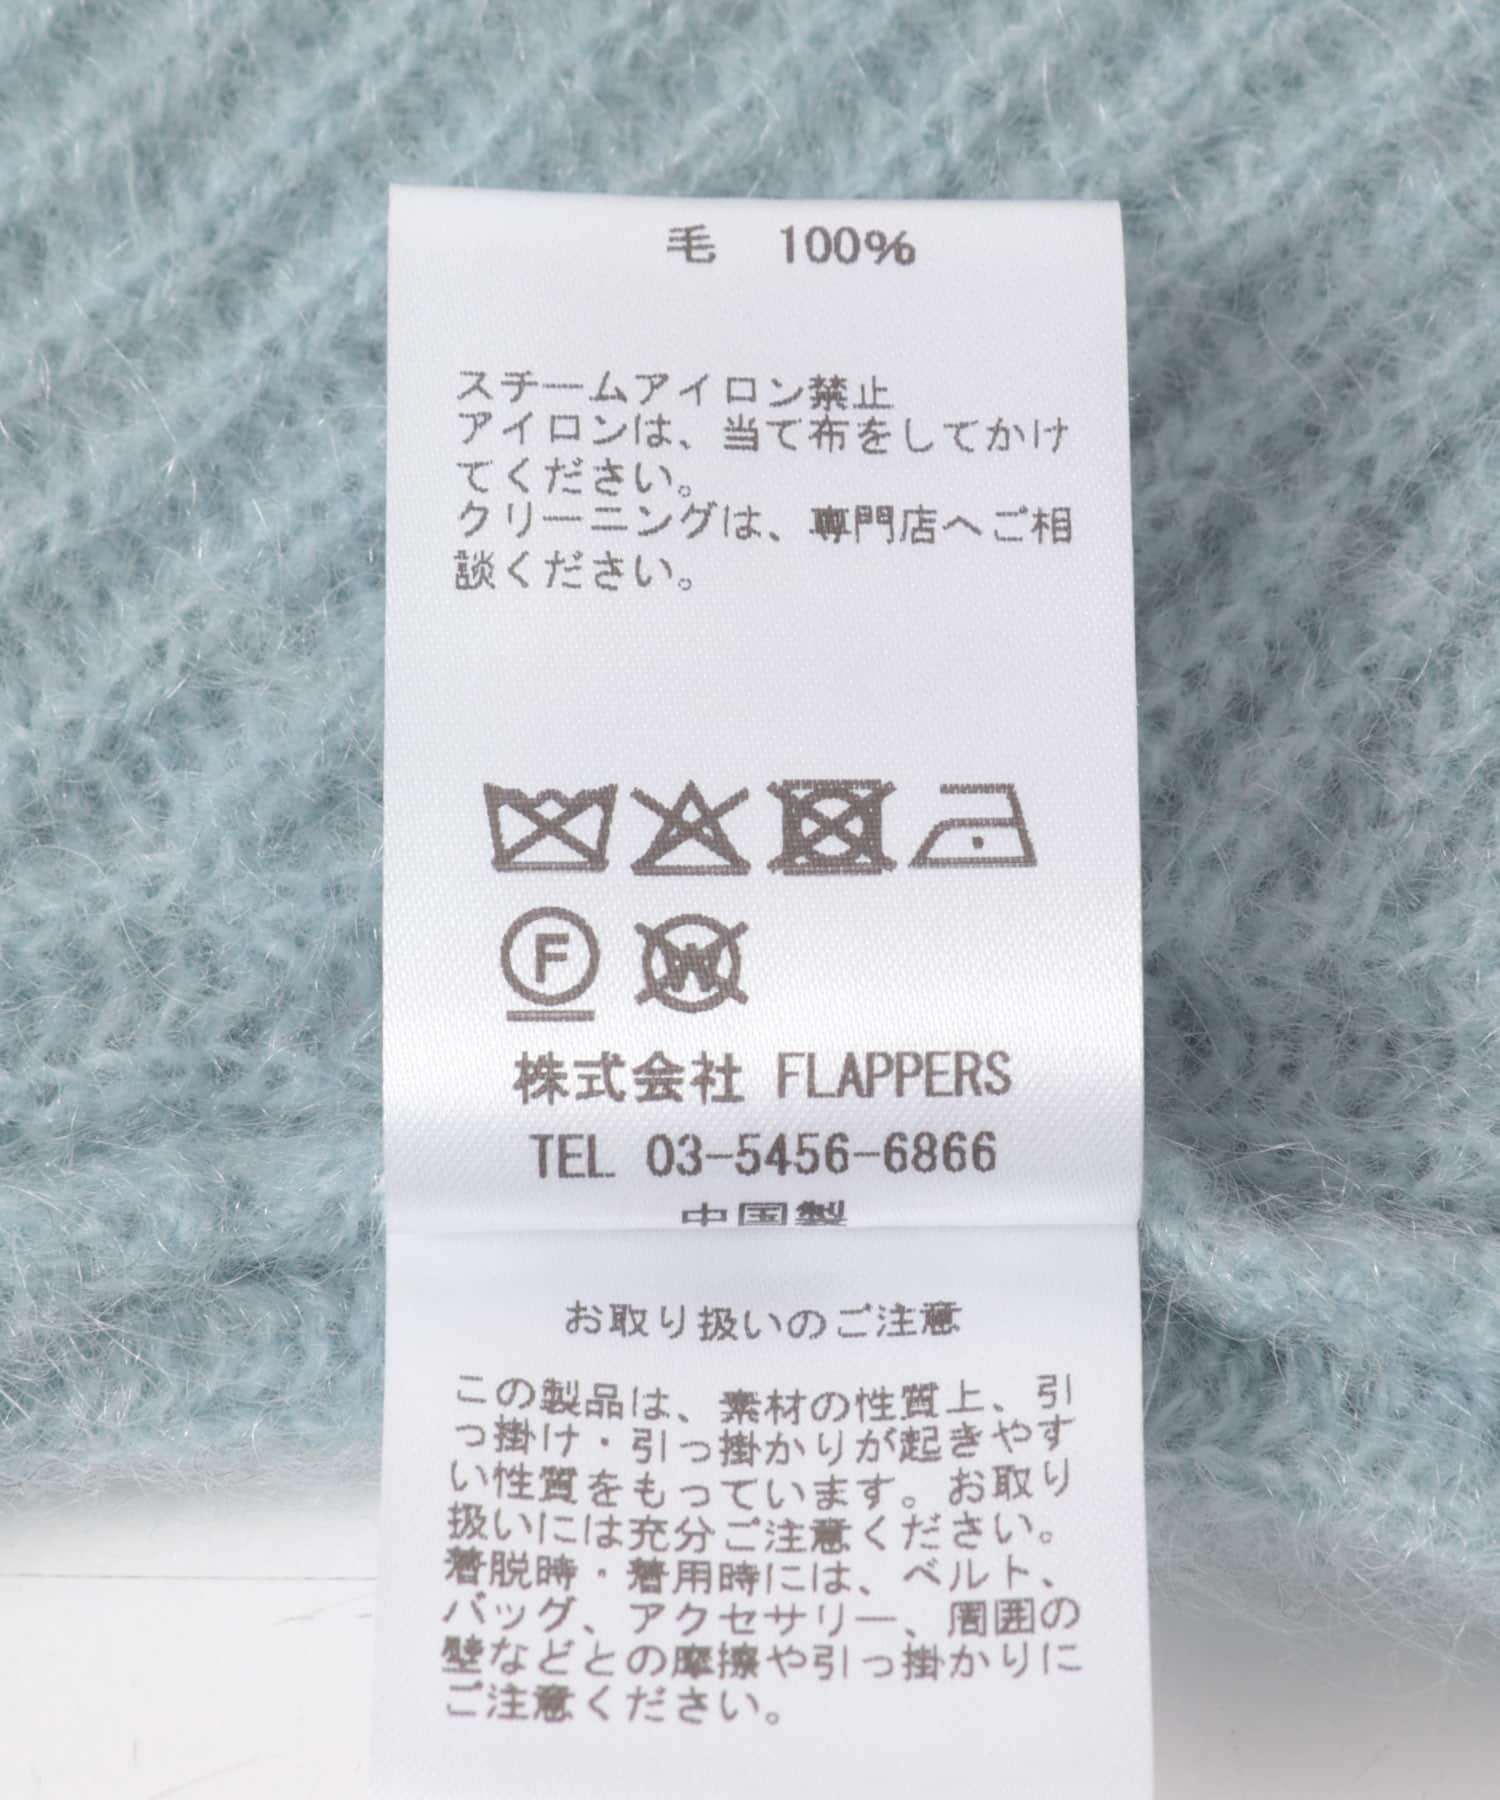 毛　100%
スチームアイロン禁止
アイロンは、当て布をしてかけ
てください。
クリーニングは、専門店へご相
談ください。
F
W
株式会社 FLAPPERS
TEL 03-5456-6866
中国製
お取り扱いのご注意
この製品は、素材の性質上、引
っ掛け・引っ掛かりが起きやす
い性質をもっています。お取り
扱いには充分ご注意ください。
着脱時・着用時には、ベルト、
バッグ、アクセサリー、周囲の
壁などとの摩擦や引っ掛かりに
ご注意ください。